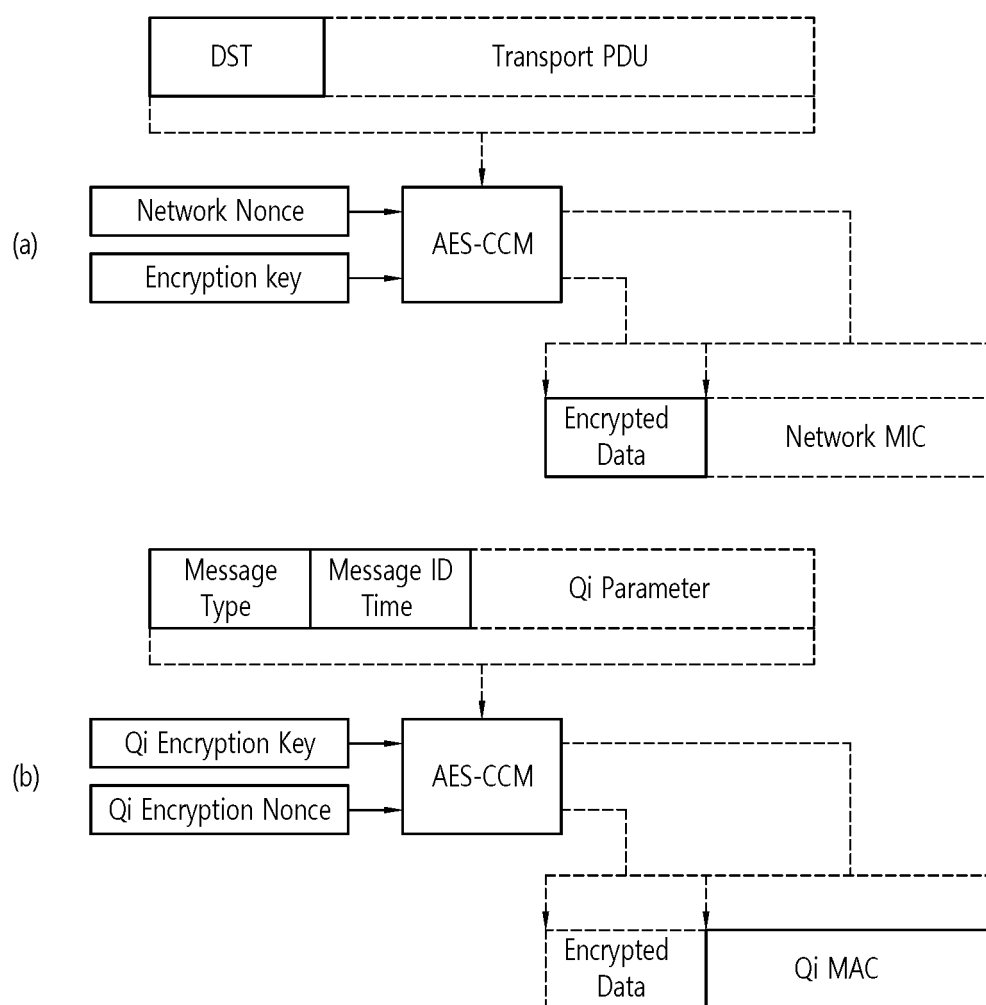 DST
Transport PDU
(a)
Network Nonce
Encryption key
AES-CCM
Encrypted
Data
Network MIC
Message
Type
Message ID
Time
Qi Parameter
(b)
Qi Encryption Key
Qi Encryption Nonce
AES-CCM
Encrypted
Data
Qi MAC